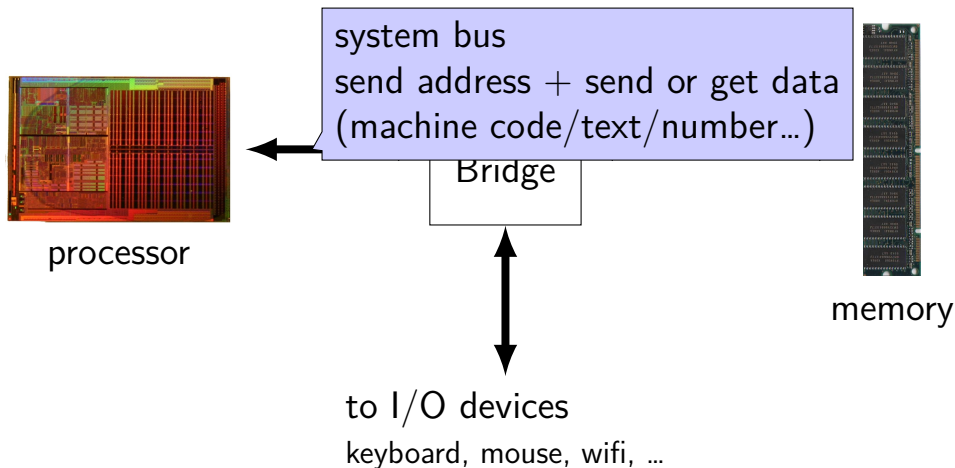 system bus
send address + send or get data
(machine code/text/number…)
Bridge
processor
memory
to I/O devices
keyboard, mouse, wifi, …